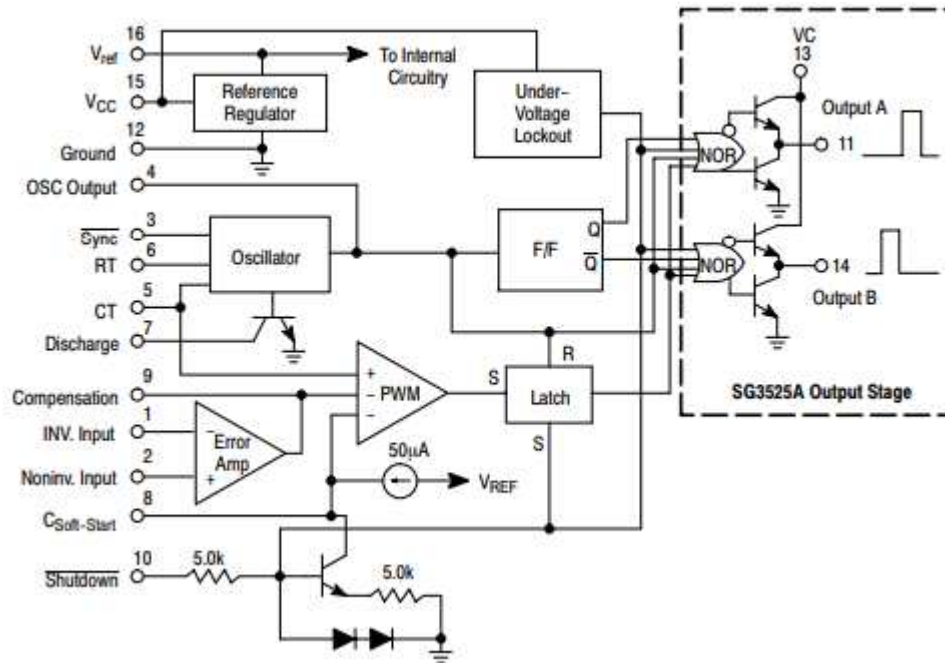 16
Vref
15
VCC
12
Ground
4
OSC Output
3
Sync
6
RT
5
CT
7
Discharge
9
Compensation
1
INV. Input
2
Noninv. Input
8
CSoft-Start
10
Shutdown
To Internal
Circuitry
Reference
Regulator
Under-
Voltage
Lockout
Oscillator
F/F
Q
Q
+
−
−
PWM
S
R
Latch
S
−
Error
Amp
+
50µA
VREF
5.0k
5.0k
VC
13
Output A
NOR
11
NOR
14
Output B
SG3525A Output Stage